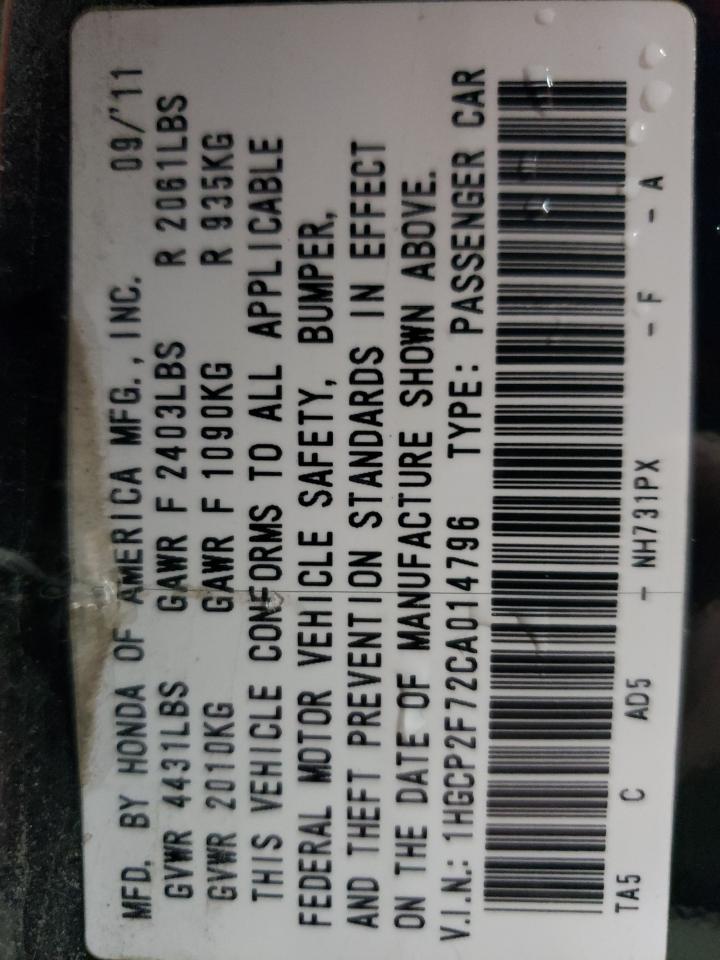 MFD. BY HONDA OF AMERICA MFG., INC. 09/'11
GVWR 4431LBS GAWR F 2403LBS R 2061LBS
GVWR 2010KG GAWR F 1090KG R 935KG
THIS VEHICLE CONFORMS TO ALL APPLICABLE
FEDERAL MOTOR VEHICLE SAFETY, BUMPER,
AND THEFT PREVENTION STANDARDS IN EFFECT
ON THE DATE OF MANUFACTURE SHOWN ABOVE.
V.I.N.: 1HGCP2F72CA014796 TYPE: PASSENGER CAR
TA5 C AD5 - NH731PX - F - A